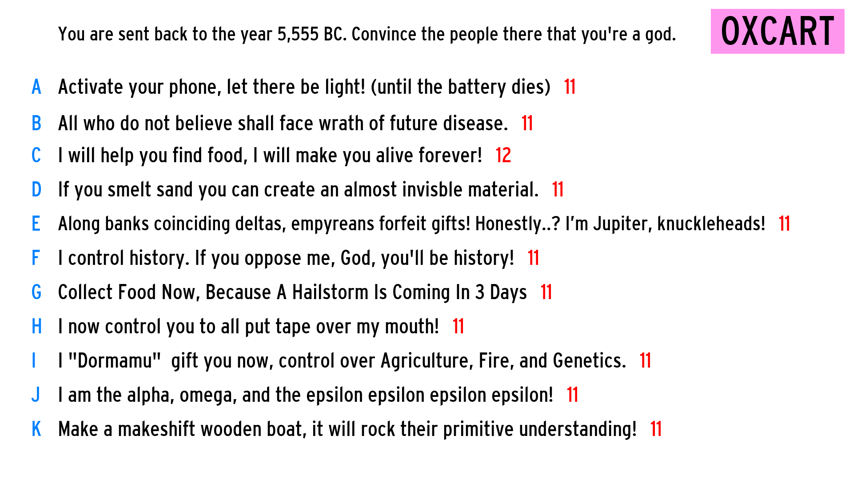 You are sent back to the year 5,555 BC. Convince the people there that you're a god.
OXCART
A Activate your phone, let there be light! (until the battery dies) 11
B All who do not believe shall face wrath of future disease. 11
C I will help you find food, I will make you alive forever! 12
D If you smelt sand you can create an almost invisble material. 11
E Along banks coinciding deltas, empyreans forfeit gifts! Honestly..? I’m Jupiter, knuckleheads! 11
F I control history. If you oppose me, God, you'll be history! 11
G Collect Food Now, Because A Hailstorm Is Coming In 3 Days 11
H I now control you to all put tape over my mouth! 11
I I "Dormamu" gift you now, control over Agriculture, Fire, and Genetics. 11
J I am the alpha, omega, and the epsilon epsilon epsilon epsilon! 11
K Make a makeshift wooden boat, it will rock their primitive understanding! 11